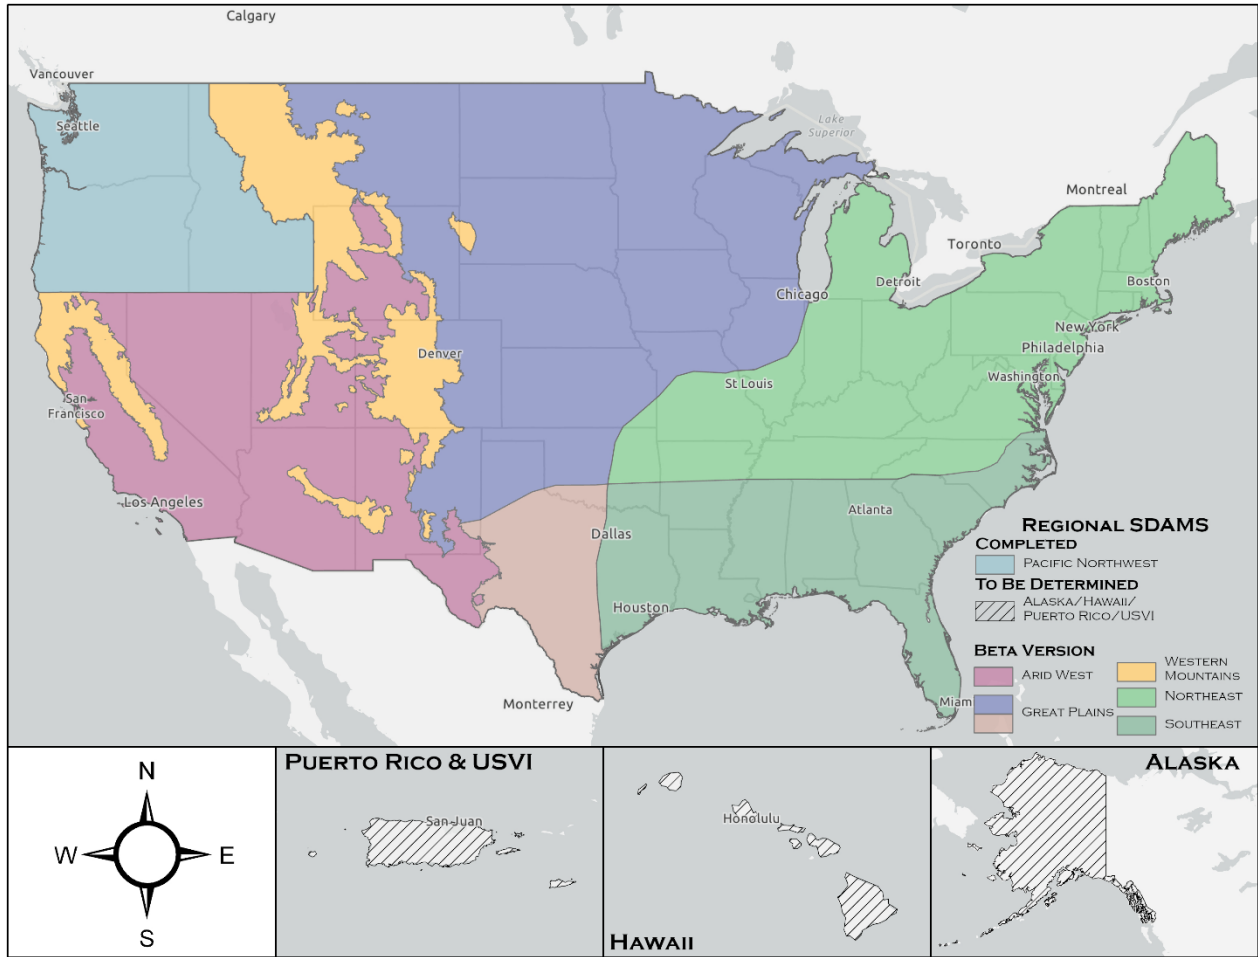 Calgary
Vancouver
Seattle
Lake
Superior
Montreal
Toronto
Detroit
Boston
Chicago
New York
Philadelphia
Denver
St Louis
Washington
San
Francisco
Los Angeles
Atlanta
Dallas
Houston
Monterrey
Miam
REGIONAL SDAMS
COMPLETED
PACIFIC NORTHWEST
TO BE DETERMINED
ALASKA/HAWAII/
PUERTO RICO/USVI
BETA VERSION
ARID WEST
WESTERN
MOUNTAINS
GREAT PLAINS
NORTHEAST
SOUTHEAST
N
W E
S
PUERTO RICO & USVI
San Juan
Honolulu
HAWAII
ALASKA